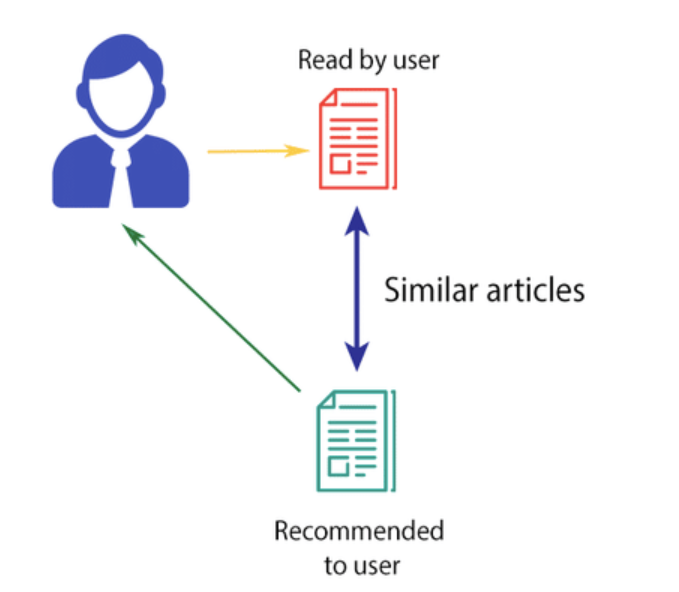 Read by user
Similar articles
Recommended
to user